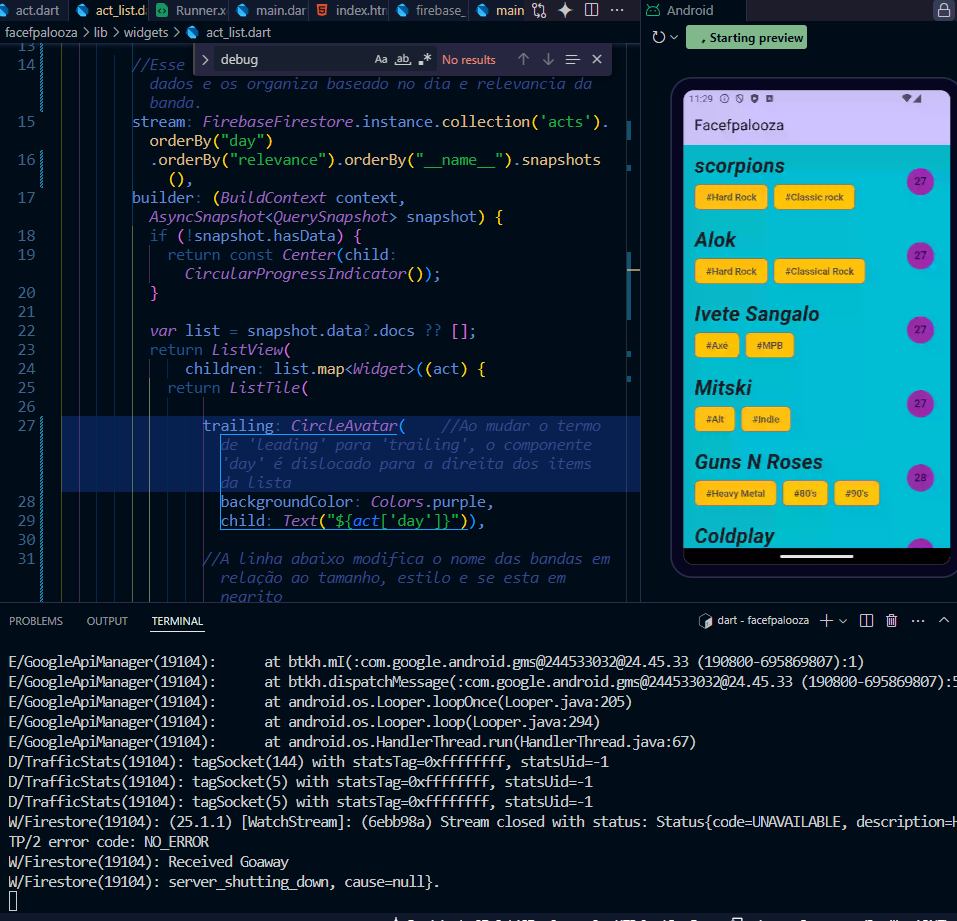 act.dart
act_list.d
Runner.x
main.dar
index.htm
firebase_
main
Android
facefpalooza > lib > widgets > act_list.dart
Starting preview
debug
Aa
ab
.*
No results
13
14 //Esse
dados e os organiza baseado no dia e relevancia da
banda.
15 stream: FirebaseFirestore.instance.collection('acts').
orderBy("day")
16 .orderBy("relevance").orderBy("__name__").snapshots
(),
17 builder: (BuildContext context,
AsyncSnapshot<QuerySnapshot> snapshot) {
18 if (!snapshot.hasData) {
19 return const Center(child:
CircularProgressIndicator());
20 }
21
22 var list = snapshot.data?.docs ?? [];
23 return ListView(
24 children: list.map<Widget>((act) {
25 return ListTile(
26
27 trailing: CircleAvatar( //Ao mudar o termo
de 'leading' para 'trailing', o componente
'day' é dislocado para a direita dos items
da lista
28 backgroundColor: Colors.purple,
29 child: Text("${act['day']}")),
30
31 //A linha abaixo modifica o nome das bandas em
relação ao tamanho, estilo e se esta em
negrito
11:29
Facefpalooza
scorpions
#Hard Rock
#Classic rock
27
Alok
#Hard Rock
#Classical Rock
27
Ivete Sangalo
#Axé
#MPB
27
Mitski
#Alt
#Indie
27
Guns N Roses
#Heavy Metal
#80's
#90's
28
Coldplay
PROBLEMS
OUTPUT
TERMINAL
dart - facefpalooza
E/GoogleApiManager(19104): at btkh.mI(:com.google.android.gms@244533032@24.45.33 (190800-695869807):1)
E/GoogleApiManager(19104): at btkh.dispatchMessage(:com.google.android.gms@244533032@24.45.33 (190800-695869807):5
E/GoogleApiManager(19104): at android.os.Looper.loopOnce(Looper.java:205)
E/GoogleApiManager(19104): at android.os.Looper.loop(Looper.java:294)
E/GoogleApiManager(19104): at android.os.HandlerThread.run(HandlerThread.java:67)
D/TrafficStats(19104): tagSocket(144) with statsTag=0xffffffff, statsUid=-1
D/TrafficStats(19104): tagSocket(5) with statsTag=0xffffffff, statsUid=-1
D/TrafficStats(19104): tagSocket(5) with statsTag=0xffffffff, statsUid=-1
W/Firestore(19104): (25.1.1) [WatchStream]: (6ebb98a) Stream closed with status: Status{code=UNAVAILABLE, description=H
TP/2 error code: NO_ERROR
W/Firestore(19104): Received Goaway
W/Firestore(19104): server_shutting_down, cause=null}.